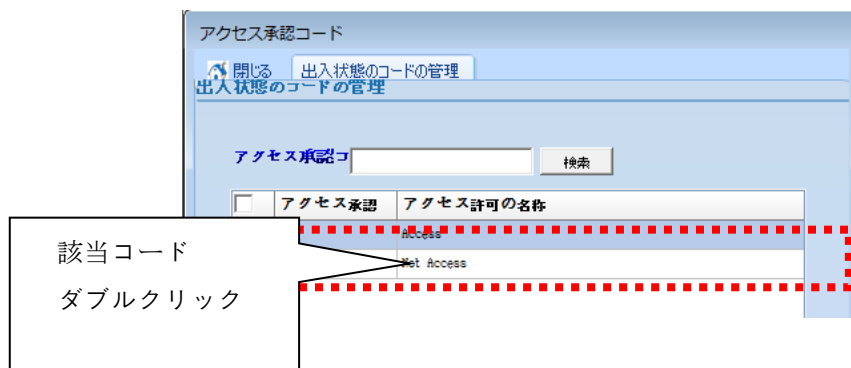 アクセス承認コード
閉じる 出入状態のコードの管理
出入状態のコードの管理
アクセス承認コ 検索
アクセス承認 アクセス許可の名称
Access
Not Access
該当コード
ダブルクリック